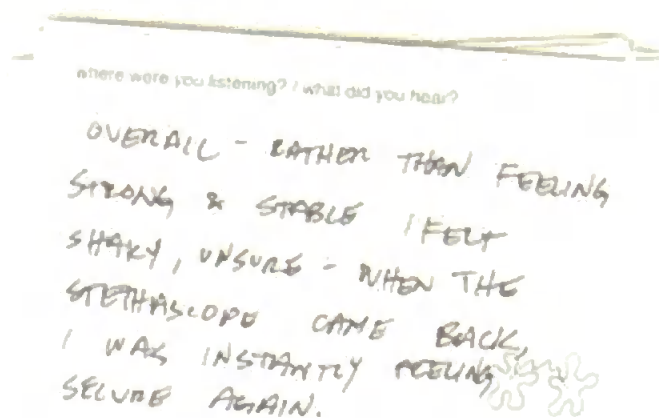 where were you listening? / what did you hear?
OVERALL - RATHER THAN FEELING
STRONG & STABLE I FELT
SHAKY, UNSURE - WHEN THE
STETHASCOPE CAME BACK,
I WAS INSTANTLY FEELING
SECURE AGAIN.